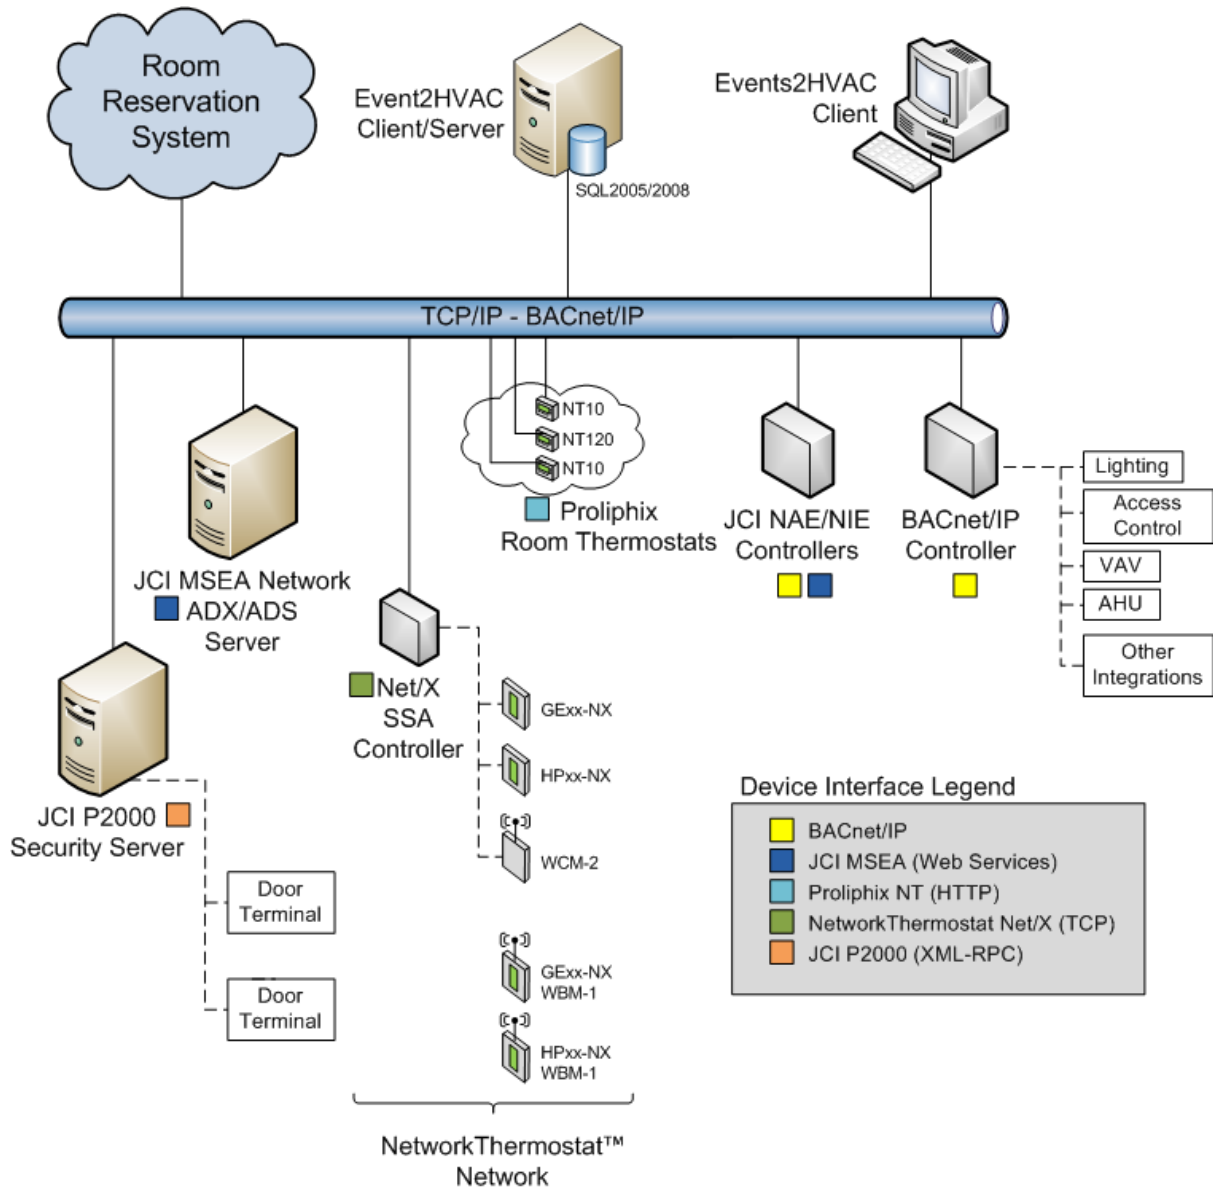 Room
Reservation
System
Event2HVAC
Client/Server
SQL2005/2008
Events2HVAC
Client
TCP/IP - BACnet/IP
NT10
NT120
NT10
Proliphix
Room Thermostats
JCI MSEA Network
ADX/ADS
Server
JCI NAE/NIE
Controllers
BACnet/IP
Controller
Lighting
Access
Control
VAV
AHU
Other
Integrations
Net/X
SSA
Controller
GExx-NX
HPxx-NX
WCM-2
GExx-NX
WBM-1
HPxx-NX
WBM-1
NetworkThermostat™
Network
JCI P2000
Security Server
Door
Terminal
Door
Terminal
Device Interface Legend
BACnet/IP
JCI MSEA (Web Services)
Proliphix NT (HTTP)
NetworkThermostat Net/X (TCP)
JCI P2000 (XML-RPC)